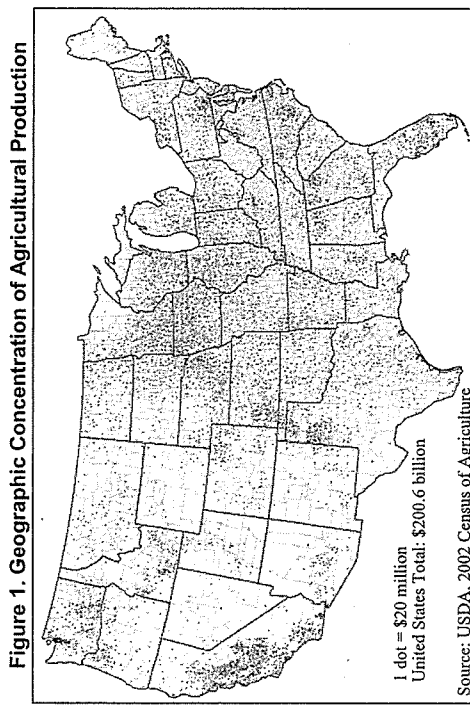 Figure 1. Geographic Concentration of Agricultural Production
1 dot = $20 million
United States Total: $200.6 billion
Source: USDA, 2002 Census of Agriculture